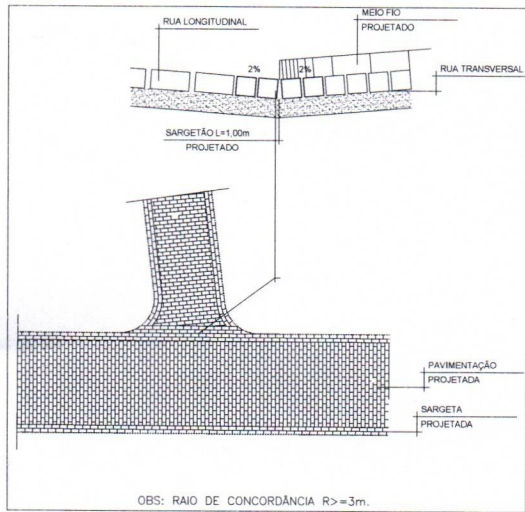 RUA LONGITUDINAL
MEIO FIO
PROJETADO
2%
2%
RUA TRANSVERSAL
SARGETÃO L=1,00m
PROJETADO
PAVIMENTAÇÃO
PROJETADA
SARGETA
PROJETADA
OBS: RAIO DE CONCORDÂNCIA R>=3m.